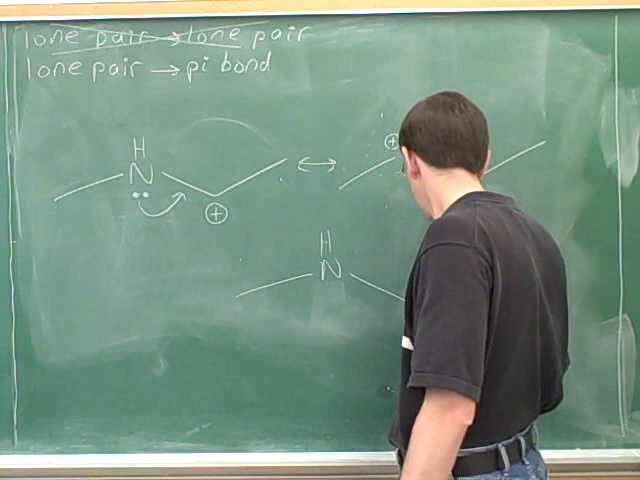 lone pair → lone pair
lone pair → pi bond
H
N
⊕
↔
⊕
H
N